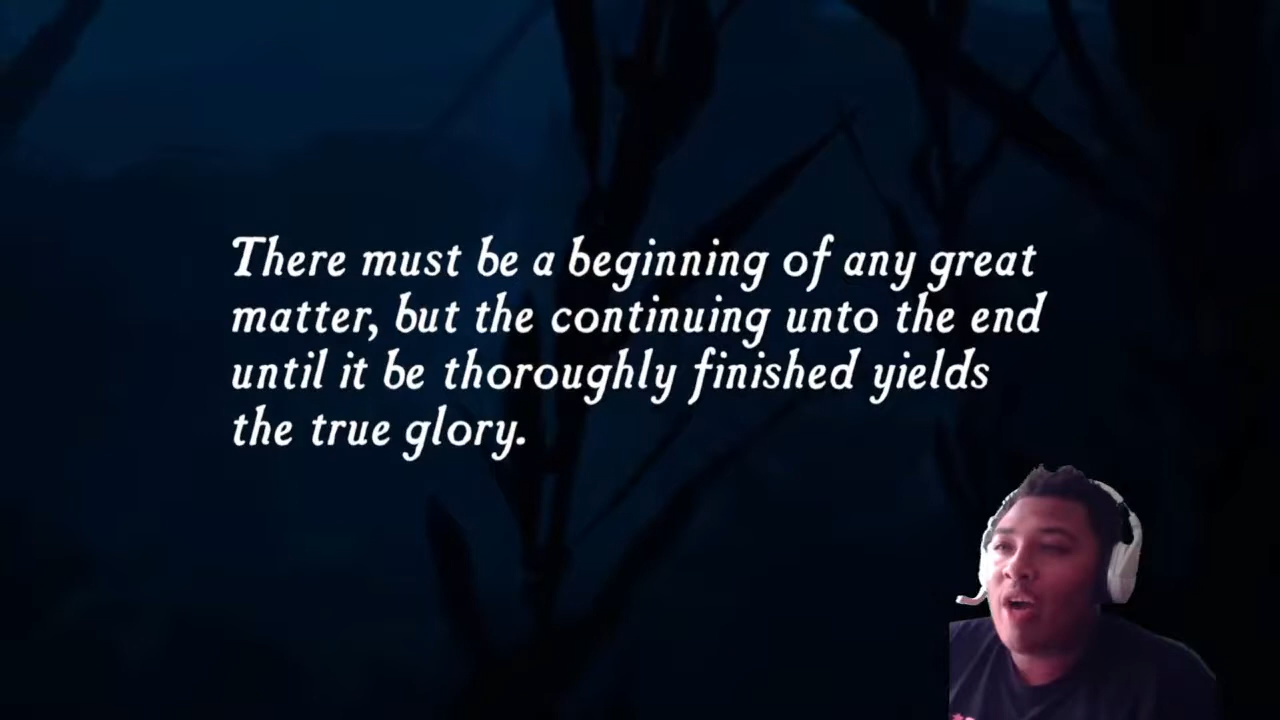 There must be a beginning of any great
matter, but the continuing unto the end
until it be thoroughly finished yields
the true glory.